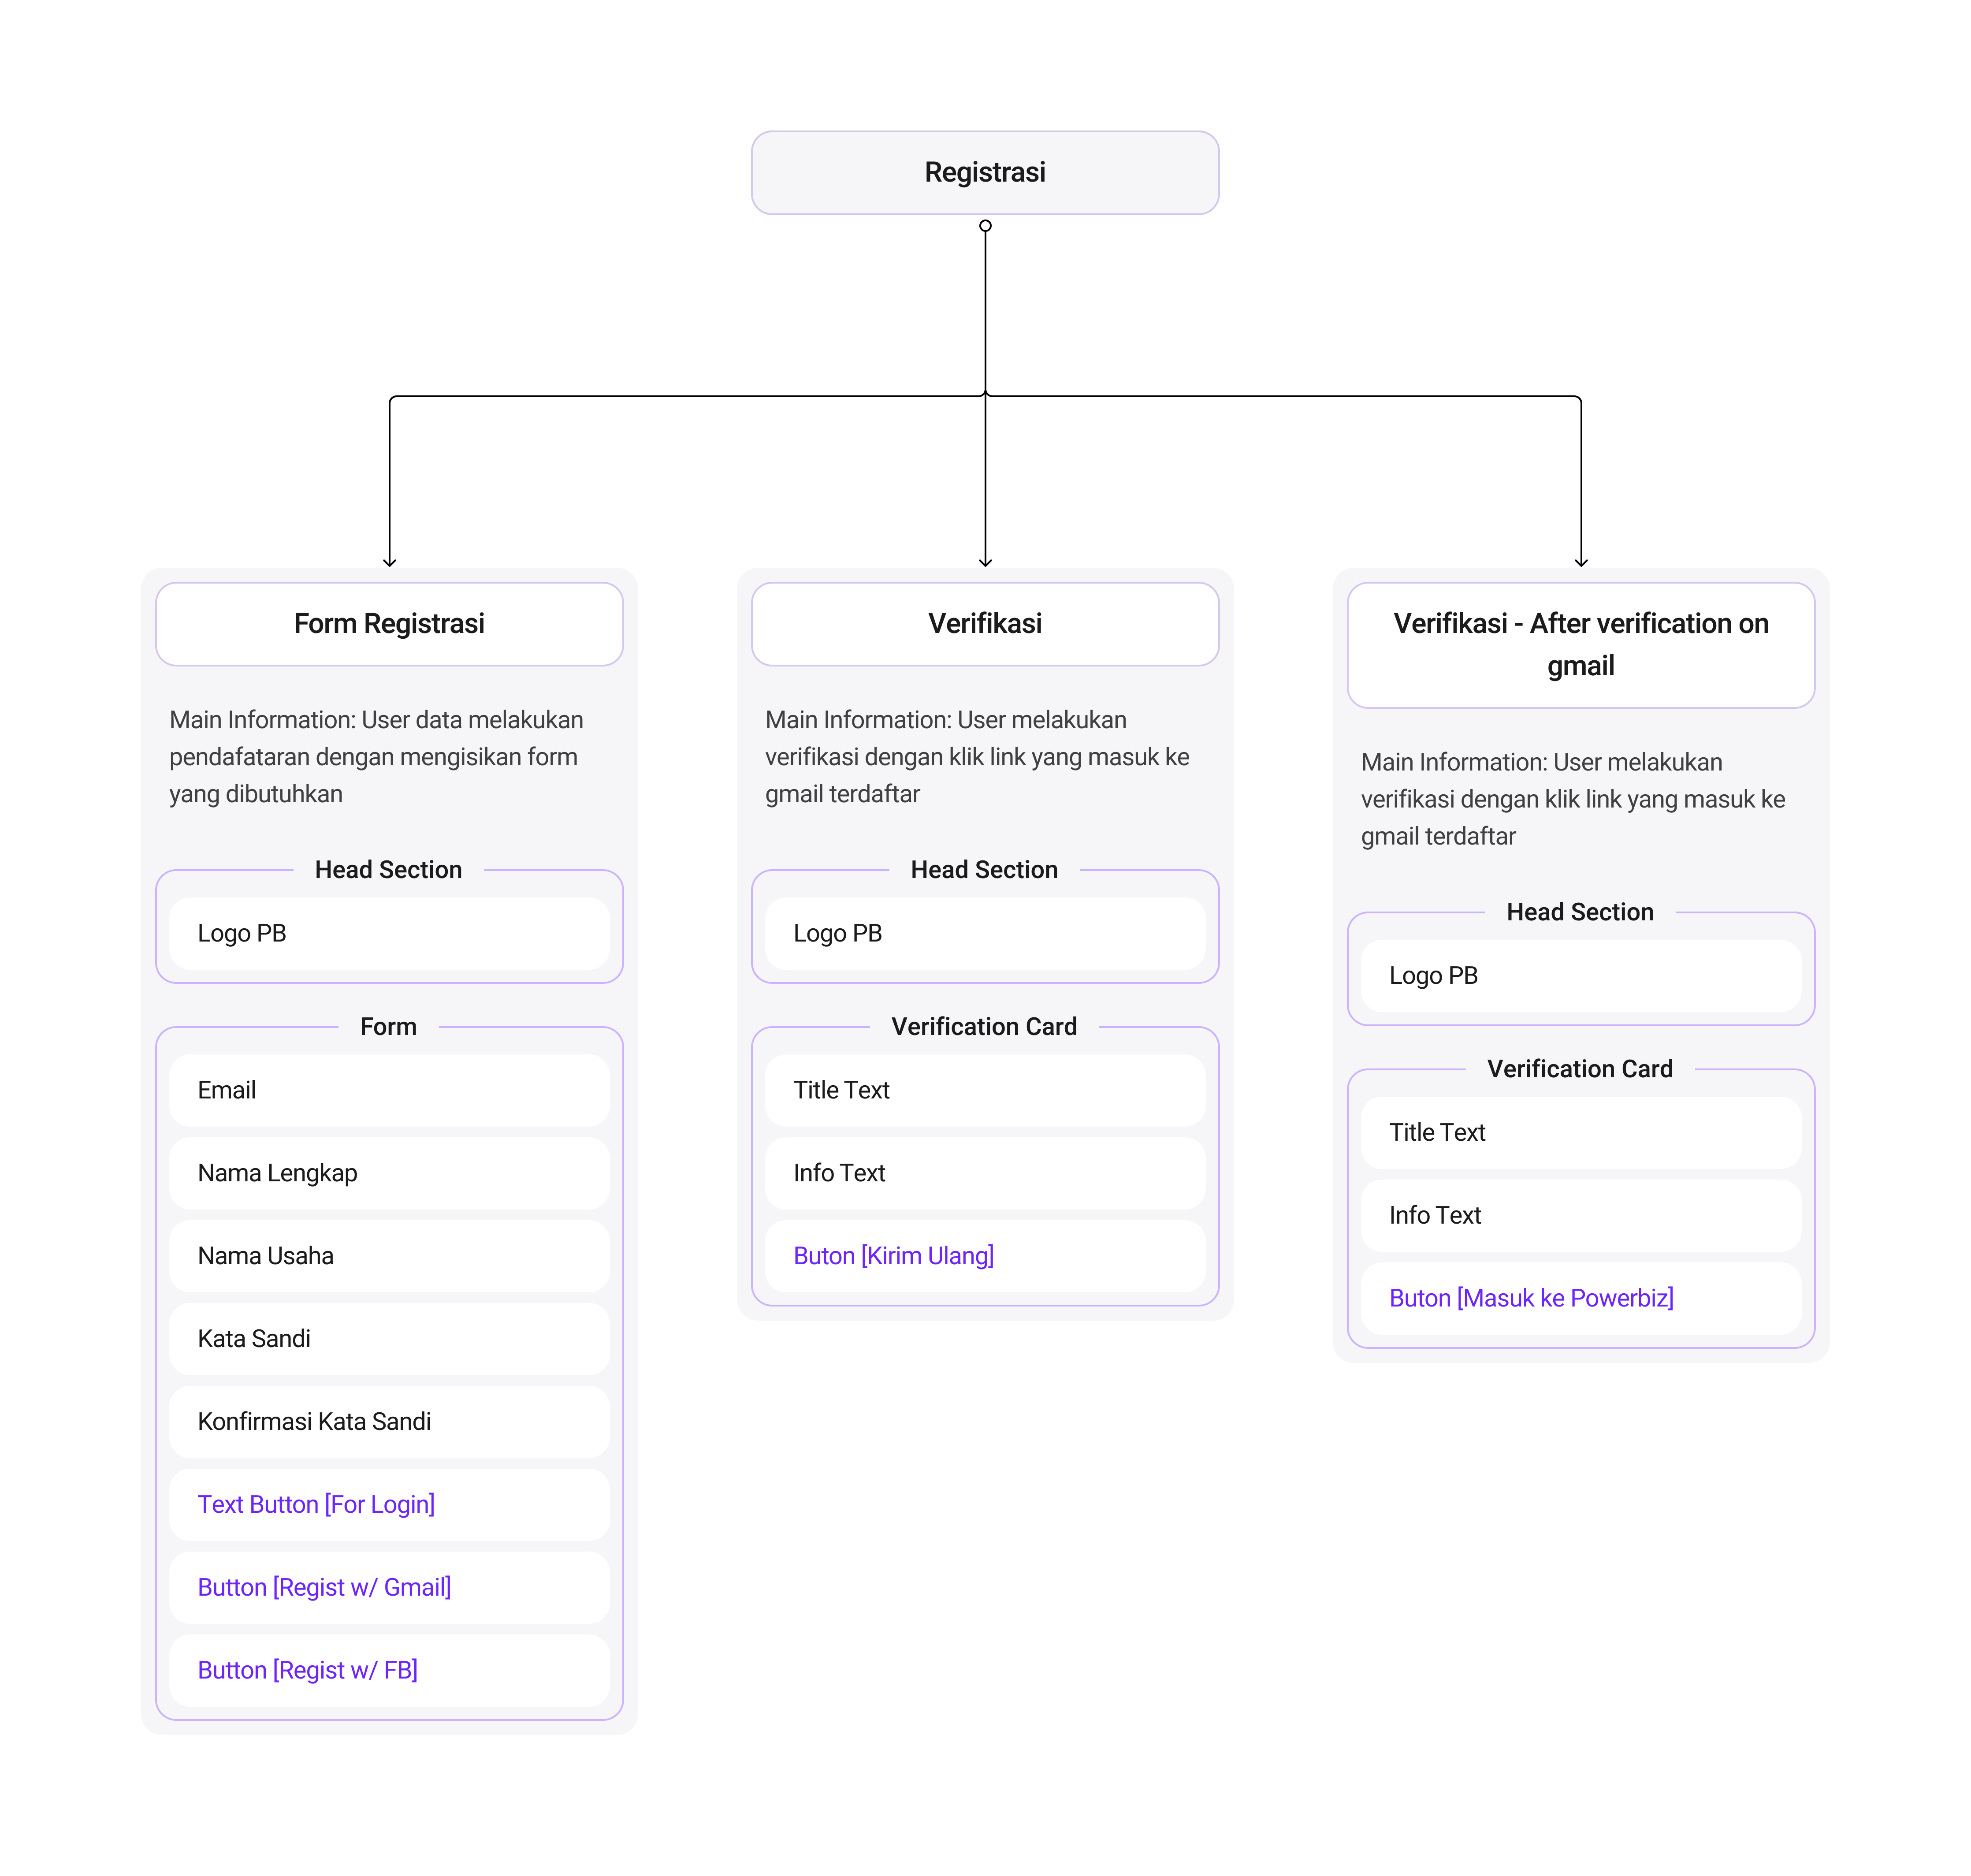 Registrasi
Form Registrasi
Main Information: User data melakukan
pendafataran dengan mengisikan form
yang dibutuhkan
Head Section
Logo PB
Form
Email
Nama Lengkap
Nama Usaha
Kata Sandi
Konfirmasi Kata Sandi
Text Button [For Login]
Button [Regist w/ Gmail]
Button [Regist w/ FB]
Verifikasi
Main Information: User melakukan
verifikasi dengan klik link yang masuk ke
gmail terdaftar
Head Section
Logo PB
Verification Card
Title Text
Info Text
Buton [Kirim Ulang]
Verifikasi - After verification on
gmail
Main Information: User melakukan
verifikasi dengan klik link yang masuk ke
gmail terdaftar
Head Section
Logo PB
Verification Card
Title Text
Info Text
Buton [Masuk ke Powerbiz]